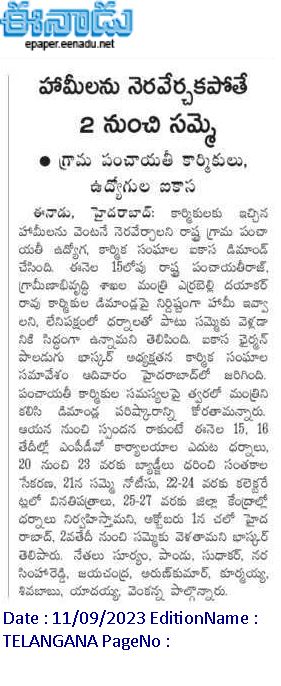 ఈనాడు
epaper.eenadu.net
హామీలను నెరవేర్చకపోతే
2 నుంచి సమ్మె
● గ్రామ పంచాయతీ కార్మికులు,
ఉద్యోగుల ఐకాస
ఈనాడు, హైదరాబాద్: కార్మికులకు ఇచ్చిన
హామీలను వెంటనే నెరవేర్చాలని రాష్ట్ర గ్రామ పంచా
యతీ ఉద్యోగ, కార్మిక సంఘాల ఐకాస డిమాండ్
చేసింది. ఈనెల 15లోపు రాష్ట్ర పంచాయతీరాజ్,
గ్రామీణాభివృద్ధి శాఖల మంత్రి ఎర్రబెల్లి దయాకర్
రావు కార్మికుల డిమాండ్లపై నిర్దిష్టంగా హామీ ఇవ్వా
లని, లేనిపక్షంలో ధర్నాలతో పాటు సమ్మెకు వెళ్లడా
నికి సిద్ధంగా ఉన్నామని తెలిపింది. ఐకాస ఛైర్మన్
పాలడుగు భాస్కర్ అధ్యక్షతన కార్మిక సంఘాల
సమావేశం ఆదివారం హైదరాబాద్‌లో జరిగింది.
పంచాయతీ కార్మికుల సమస్యలపై త్వరలో మంత్రిని
కలిసి డిమాండ్ల పరిష్కారాన్ని కోరతామన్నారు.
ఆయన నుంచి స్పందన రాకుంటే ఈనెల 15, 16
తేదీల్లో ఎంపీడీవో కార్యాలయాల ఎదుట ధర్నాలు,
20 నుంచి 23 వరకు బ్యాడ్జీలు ధరించి సంతకాల
సేకరణ, 21న సమ్మె నోటీసు, 22-24 వరకు కలెక్టరే
ట్లలో వినతిపత్రాలు, 25-27 వరకు జిల్లా కేంద్రాల్లో
ధర్నాలు నిర్వహిస్తామని, అక్టోబరు 1న చలో హైద
రాబాద్, 2వతేదీ నుంచి సమ్మెకు వెళతామని భాస్కర్
తెలిపారు. నేతలు సూర్యం, పాండు, సుధాకర్, నర
సింహారెడ్డి, జయచంద్ర, అరుణ్‌కుమార్, కూర్మయ్య,
శివబాబు, యాదయ్య, వెంకన్న పాల్గొన్నారు.
Date : 11/09/2023 EditionName :
TELANGANA PageNo :